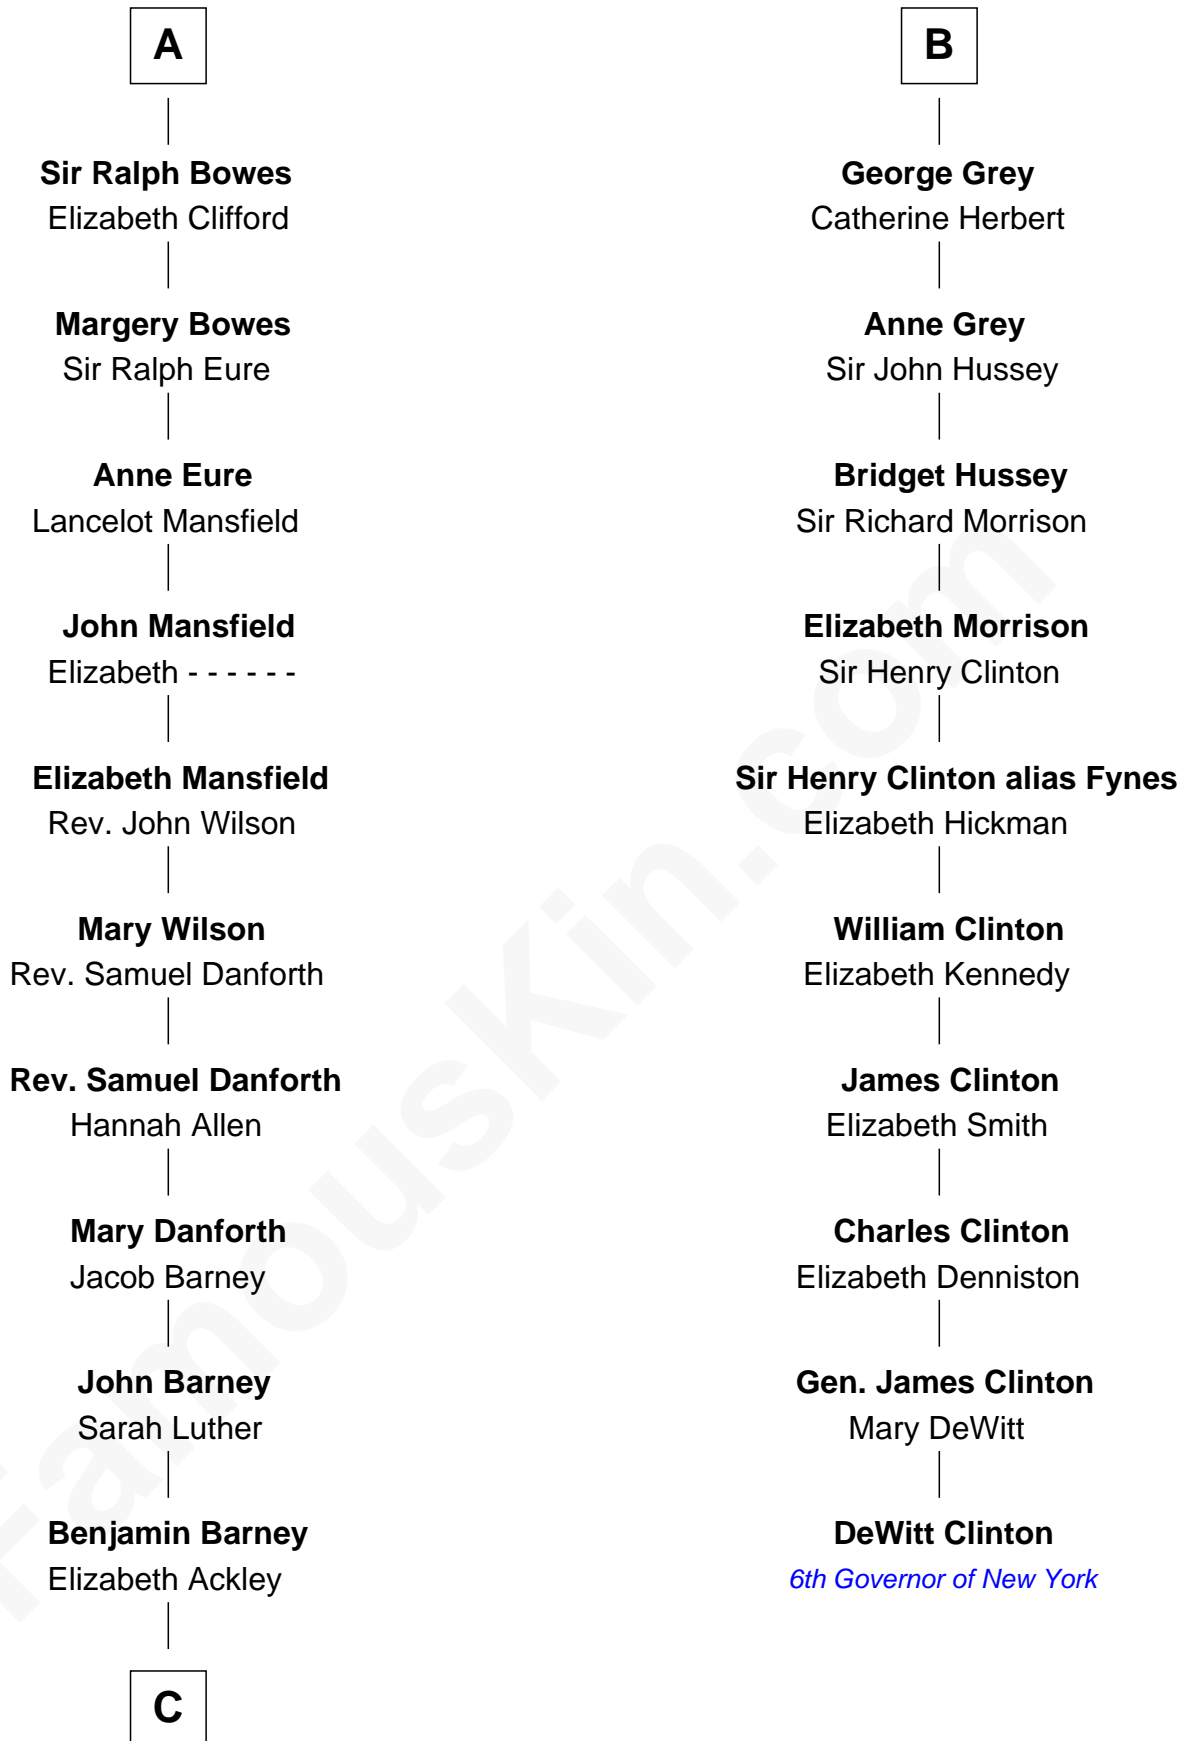 A
Sir Ralph Bowes
Elizabeth Clifford
Margery Bowes
Sir Ralph Eure
Anne Eure
Lancelot Mansfield
John Mansfield
Elizabeth - - - - - -
Elizabeth Mansfield
Rev. John Wilson
Mary Wilson
Rev. Samuel Danforth
Rev. Samuel Danforth
Hannah Allen
Mary Danforth
Jacob Barney
John Barney
Sarah Luther
Benjamin Barney
Elizabeth Ackley
C
B
George Grey
Catherine Herbert
Anne Grey
Sir John Hussey
Bridget Hussey
Sir Richard Morrison
Elizabeth Morrison
Sir Henry Clinton
Sir Henry Clinton alias Fynes
Elizabeth Hickman
William Clinton
Elizabeth Kennedy
James Clinton
Elizabeth Smith
Charles Clinton
Elizabeth Denniston
Gen. James Clinton
Mary DeWitt
DeWitt Clinton
6th Governor of New York
FamousKin.com